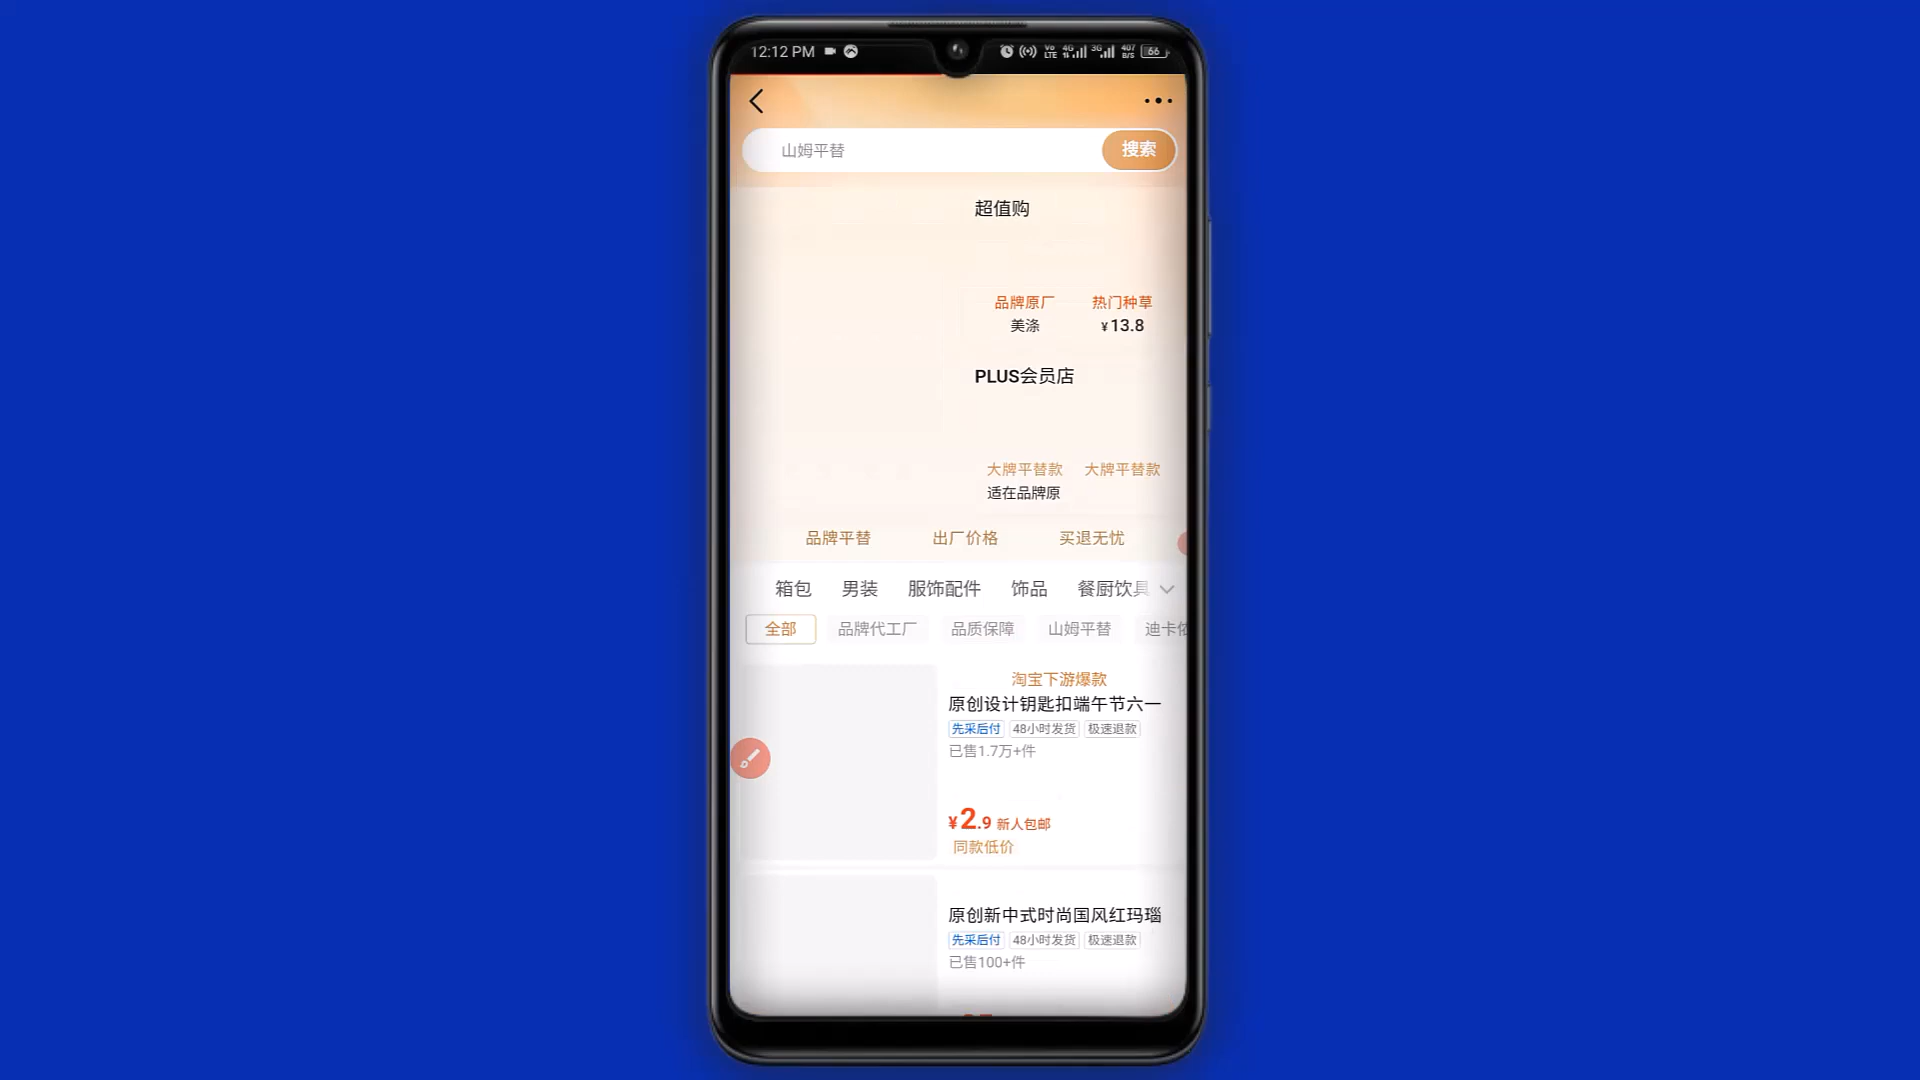 12:12 PM
Vo LTE 4G 3G 407 B/S 66
山姆平替
搜索
超值购
品牌原厂 热门种草
美涤 ¥13.8
PLUS会员店
大牌平替款 大牌平替款
适在品牌原
品牌平替 出厂价格 买退无忧
箱包 男装 服饰配件 饰品 餐厨饮具
全部 品牌代工厂 品质保障 山姆平替 迪卡侬
淘宝下游爆款
原创设计钥匙扣端午节六一
先采后付 48小时发货 极速退款
已售1.7万+件
¥2.9 新人包邮
同款低价
原创新中式时尚国风红玛瑙
先采后付 48小时发货 极速退款
已售100+件